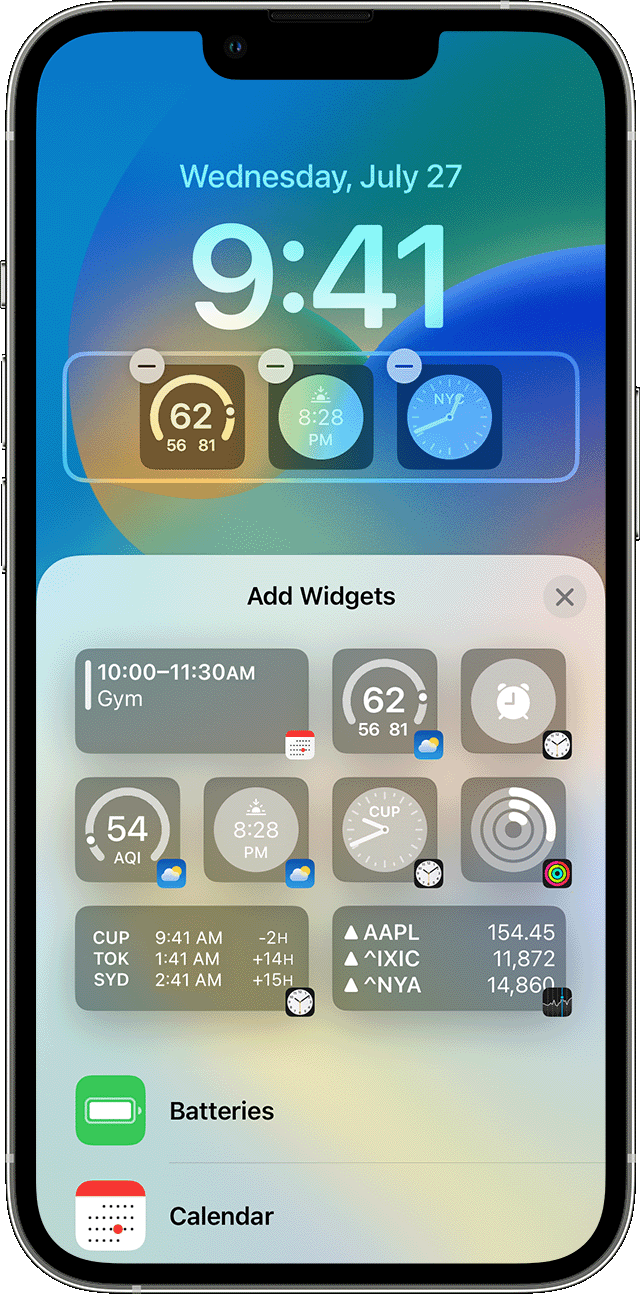 Wednesday, July 27
9:41
62
56 81
8:28
PM
NYC
Add Widgets
10:00–11:30AM
Gym
62
56 81
54
AQI
8:28
PM
CUP
CUP 9:41 AM -2H
TOK 1:41 AM +14H
SYD 2:41 AM +15H
▲ AAPL 154.45
▲ ^IXIC 11,872
▲ ^NYA 14,860
Batteries
Calendar